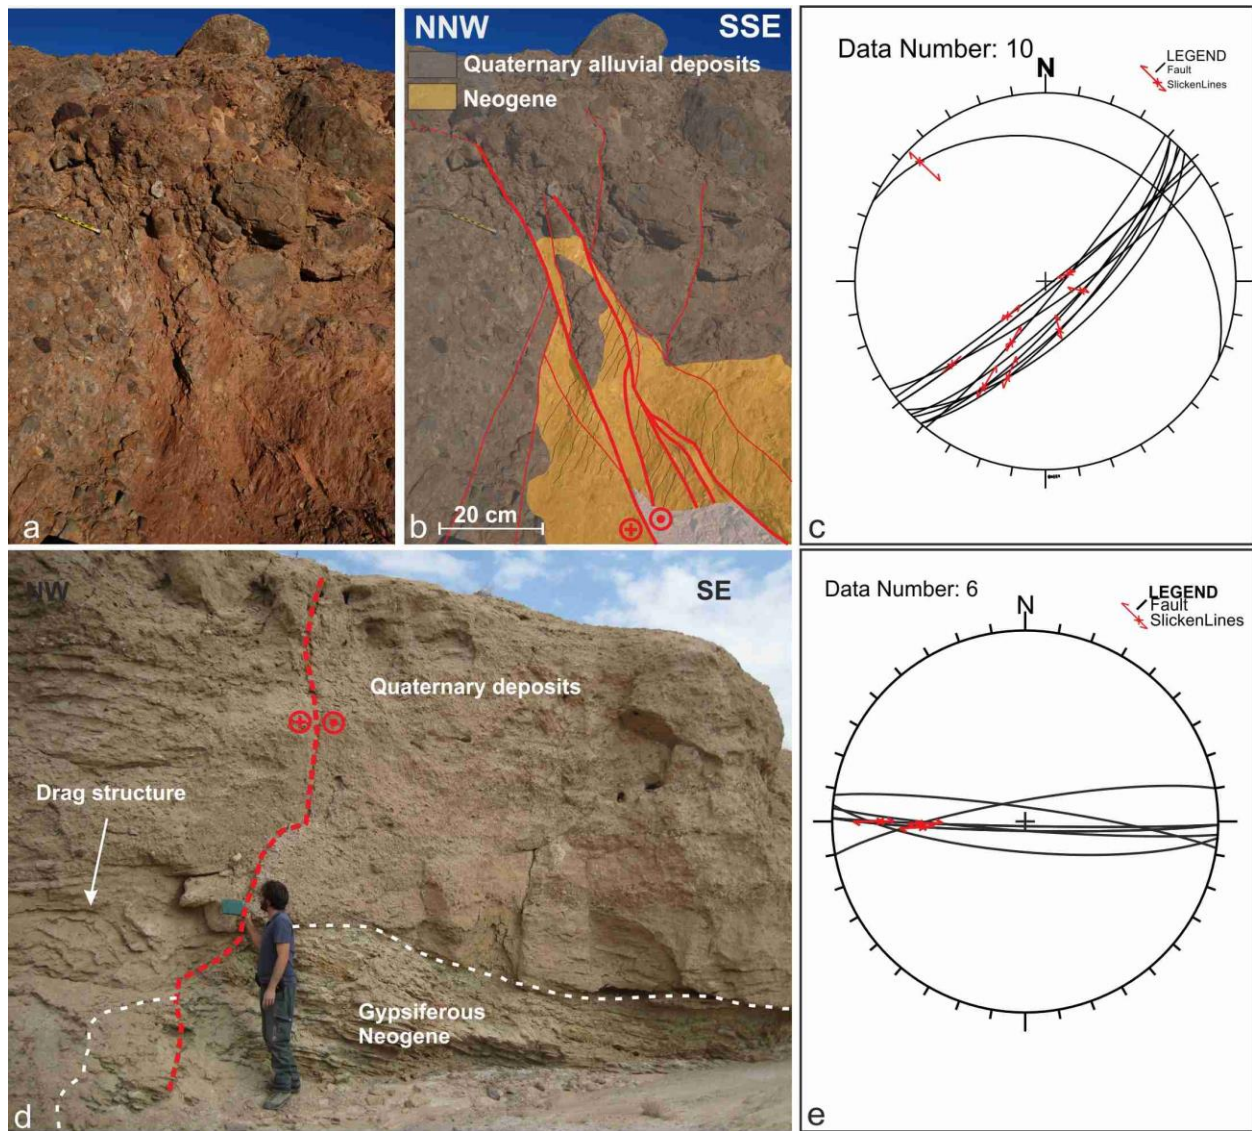 a
NNW SSE
Quaternary alluvial deposits
Neogene
20 cm
b
Data Number: 10
LEGEND
Fault
SlickenLines
N
c
NW SE
Quaternary deposits
Drag structure
Gypsiferous
Neogene
d
Data Number: 6
LEGEND
Fault
SlickenLines
N
e